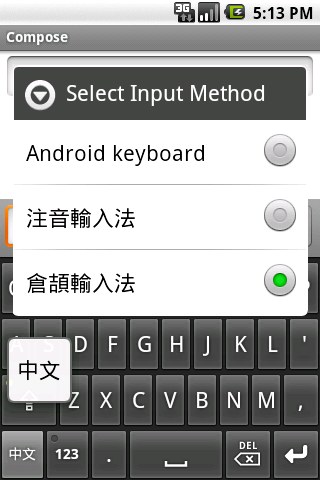 3G
5:13 PM
Compose
Select Input Method
Android keyboard
注音輸入法
倉頡輸入法
A S D F G H J K L '
中文
Z X C V B N M ,
中文 123 . DEL